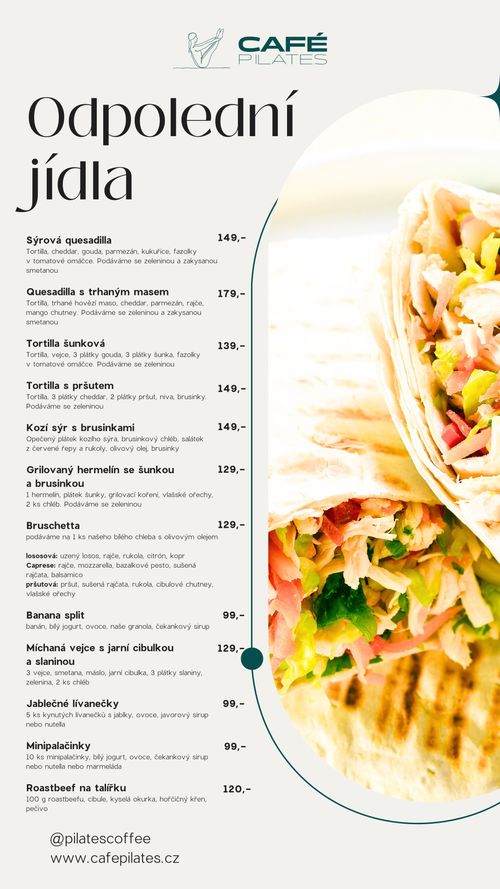 CAFÉ
PILATES
Odpolední
jídla
Sýrová quesadilla 149,-
Tortilla, cheddar, gouda, parmezán, kukuřice, fazolky
v tomatové omáčce. Podáváme se zeleninou a zakysanou
smetanou
Quesadilla s trhaným masem 179,-
Tortilla, trhané hovězí maso, cheddar, parmezán, rajče,
mango chutney. Podáváme se zeleninou a zakysanou
smetanou
Tortilla šunková 139,-
Tortilla, vejce, 3 plátky gouda, 3 plátky šunka, fazolky
v tomatové omáčce. Podáváme se zeleninou
Tortilla s pršutem 149,-
Tortilla, 3 plátky cheddar, 2 plátky pršut, niva, brusinky.
Podáváme se zeleninou
Kozí sýr s brusinkami 149,-
Opečený plátek kozího sýra, brusinkový chléb, salátek
z červené řepy a rukoly, olivový olej, brusinky
Grilovaný hermelín se šunkou 129,-
a brusinkou
1 hermelín, plátek šunky, grilovací koření, vlašské ořechy,
2 ks chléb. Podáváme se zeleninou
Bruschetta 129,-
podáváme na 1 ks našeho bílého chleba s olivovým olejem
lososová: uzený losos, rajče, rukola, citrón, kopr
Caprese: rajče, mozzarella, bazalkové pesto, sušená
rajčata, balsamico
pršutová: pršut, sušená rajčata, rukola, cibulové chutney,
vlašské ořechy
Banana split 99,-
banán, bílý jogurt, ovoce, naše granola, čekankový sirup
Míchaná vejce s jarní cibulkou 129,-
a slaninou
3 vejce, smetana, máslo, jarní cibulka, 3 plátky slaniny,
zelenina, 2 ks chléb
Jablečné lívanečky 99,-
5 ks kynutých lívanečků s jablky, ovoce, javorový sirup
nebo nutella
Minipalačinky 99,-
10 ks minipalačinky, bílý jogurt, ovoce, čekankový sirup
nebo nutella nebo marmeláda
Roastbeef na talířku 120,-
100 g roastbeefu, cibule, kyselá okurka, hořčičný křen,
pečivo
@pilatescoffee
www.cafepilates.cz